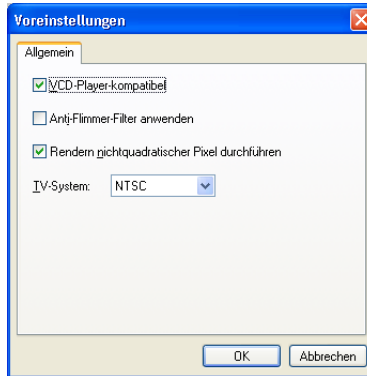 Voreinstellungen
Allgemein
VCD-Player-kompatibel
Anti-Flimmer-Filter anwenden
Rendern nichtquadratischer Pixel durchführen
TV-System: NTSC
OK Abbrechen